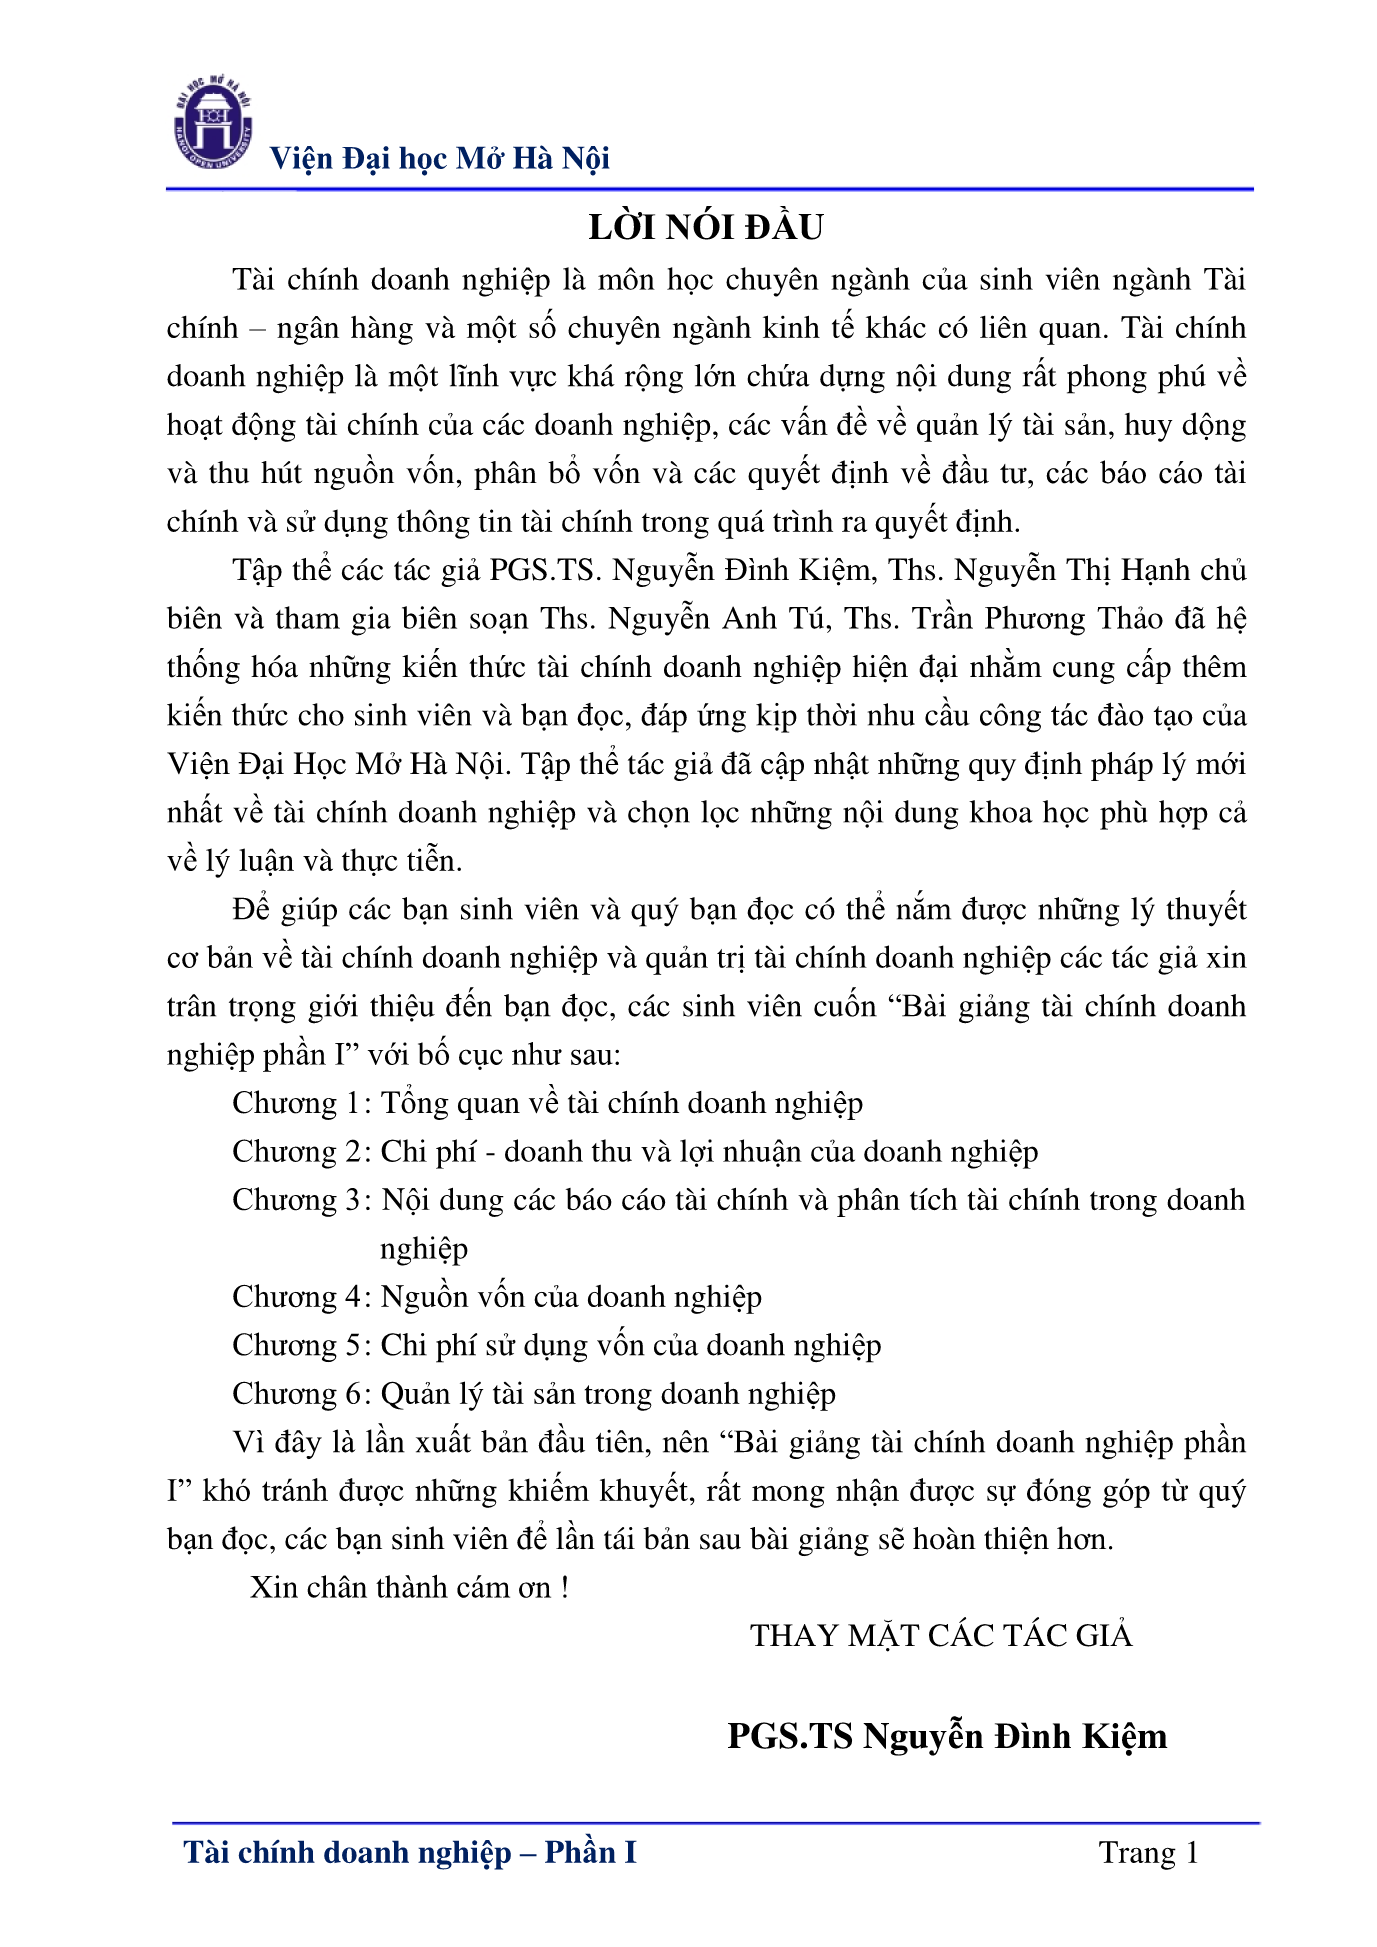 ĐẠI HỌC MỞ HÀ NỘI
HANOI OPEN UNIVERSITY
Viện Đại học Mở Hà Nội
LỜI NÓI ĐẦU
Tài chính doanh nghiệp là môn học chuyên ngành của sinh viên ngành Tài
chính – ngân hàng và một số chuyên ngành kinh tế khác có liên quan. Tài chính
doanh nghiệp là một lĩnh vực khá rộng lớn chứa dựng nội dung rất phong phú về
hoạt động tài chính của các doanh nghiệp, các vấn đề về quản lý tài sản, huy dộng
và thu hút nguồn vốn, phân bổ vốn và các quyết định về đầu tư, các báo cáo tài
chính và sử dụng thông tin tài chính trong quá trình ra quyết định.
Tập thể các tác giả PGS.TS. Nguyễn Đình Kiệm, Ths. Nguyễn Thị Hạnh chủ
biên và tham gia biên soạn Ths. Nguyễn Anh Tú, Ths. Trần Phương Thảo đã hệ
thống hóa những kiến thức tài chính doanh nghiệp hiện đại nhằm cung cấp thêm
kiến thức cho sinh viên và bạn đọc, đáp ứng kịp thời nhu cầu công tác đào tạo của
Viện Đại Học Mở Hà Nội. Tập thể tác giả đã cập nhật những quy định pháp lý mới
nhất về tài chính doanh nghiệp và chọn lọc những nội dung khoa học phù hợp cả
về lý luận và thực tiễn.
Để giúp các bạn sinh viên và quý bạn đọc có thể nắm được những lý thuyết
cơ bản về tài chính doanh nghiệp và quản trị tài chính doanh nghiệp các tác giả xin
trân trọng giới thiệu đến bạn đọc, các sinh viên cuốn “Bài giảng tài chính doanh
nghiệp phần I” với bố cục như sau:
Chương 1: Tổng quan về tài chính doanh nghiệp
Chương 2: Chi phí - doanh thu và lợi nhuận của doanh nghiệp
Chương 3: Nội dung các báo cáo tài chính và phân tích tài chính trong doanh
nghiệp
Chương 4: Nguồn vốn của doanh nghiệp
Chương 5: Chi phí sử dụng vốn của doanh nghiệp
Chương 6: Quản lý tài sản trong doanh nghiệp
Vì đây là lần xuất bản đầu tiên, nên “Bài giảng tài chính doanh nghiệp phần
I” khó tránh được những khiếm khuyết, rất mong nhận được sự đóng góp từ quý
bạn đọc, các bạn sinh viên để lần tái bản sau bài giảng sẽ hoàn thiện hơn.
Xin chân thành cám ơn !
THAY MẶT CÁC TÁC GIẢ
PGS.TS Nguyễn Đình Kiệm
Tài chính doanh nghiệp – Phần I Trang 1